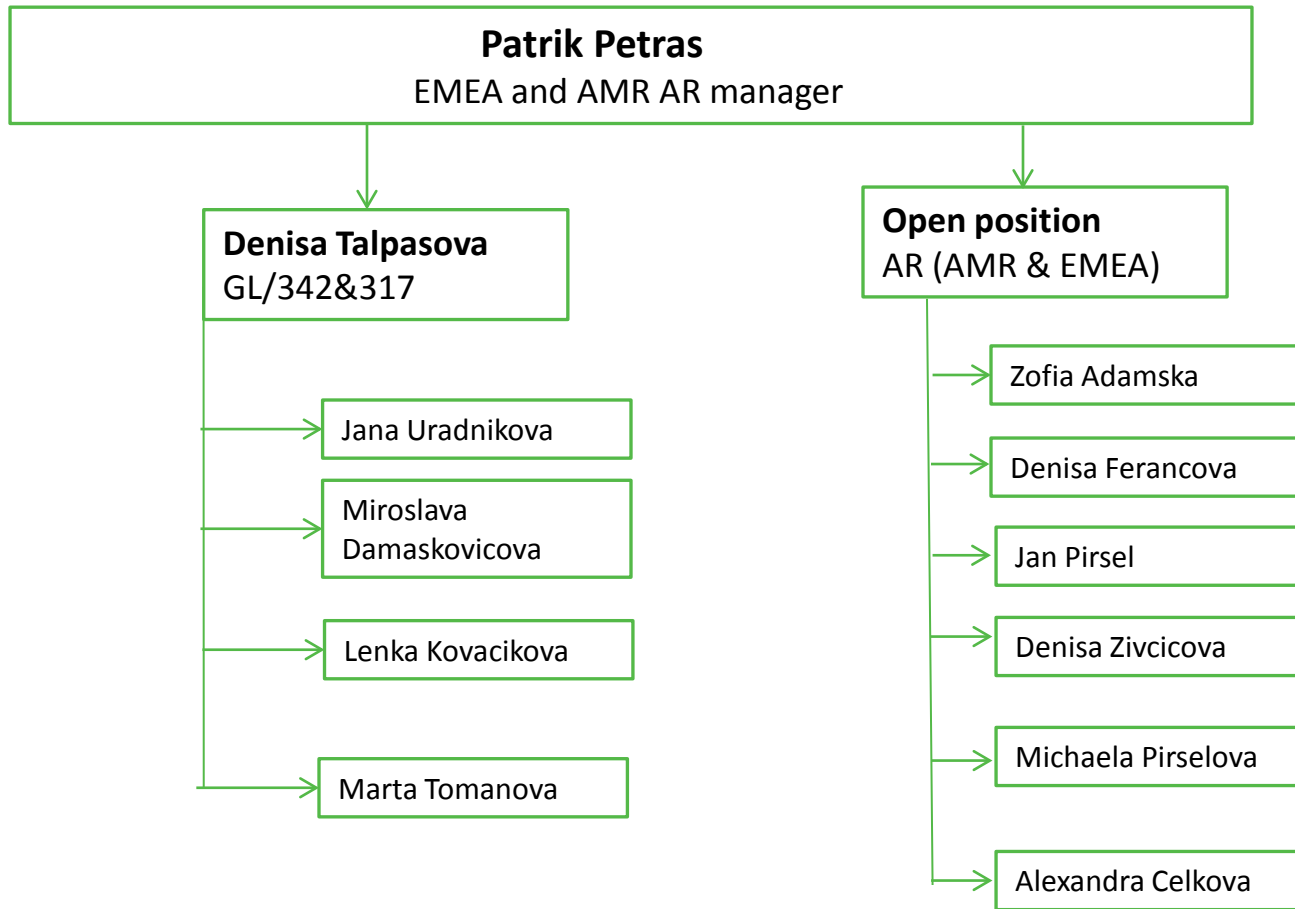 Patrik Petras
EMEA and AMR AR manager
Denisa Talpasova
GL/342&317
Jana Uradnikova
Miroslava
Damaskovicova
Lenka Kovacikova
Marta Tomanova
Open position
AR (AMR & EMEA)
Zofia Adamska
Denisa Ferancova
Jan Pirsel
Denisa Zivcicova
Michaela Pirselova
Alexandra Celkova